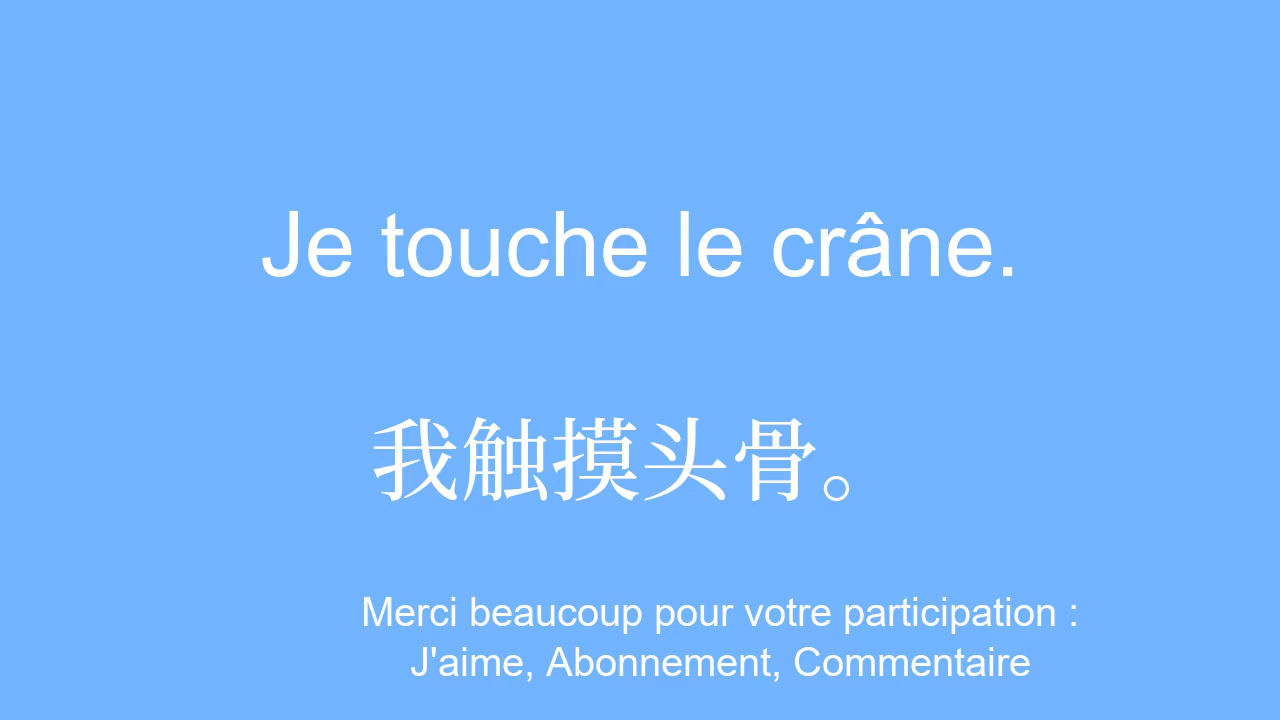 Je touche le crâne.
我触摸头骨。
Merci beaucoup pour votre participation :
J'aime, Abonnement, Commentaire